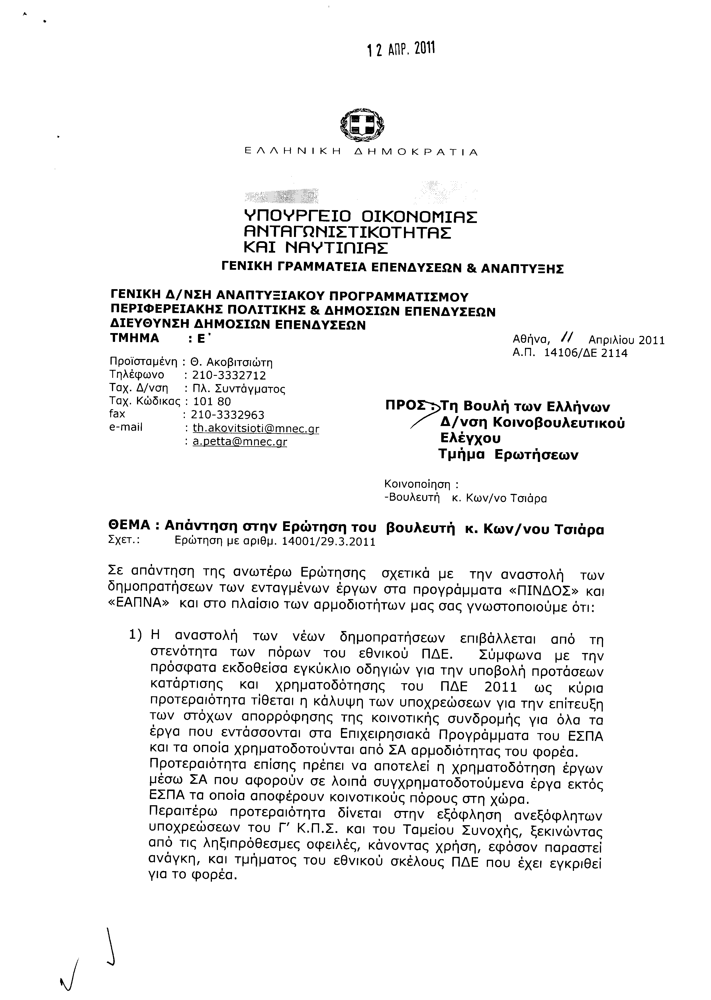 12 ΑΠΡ. 2011
ΕΛΛΗΝΙΚΗ ΔΗΜΟΚΡΑΤΙΑ
ΥΠΟΥΡΓΕΙΟ ΟΙΚΟΝΟΜΙΑΣ
ΑΝΤΑΓΩΝΙΣΤΙΚΟΤΗΤΑΣ
ΚΑΙ ΝΑΥΤΙΛΙΑΣ
ΓΕΝΙΚΗ ΓΡΑΜΜΑΤΕΙΑ ΕΠΕΝΔΥΣΕΩΝ & ΑΝΑΠΤΥΞΗΣ
ΓΕΝΙΚΗ Δ/ΝΣΗ ΑΝΑΠΤΥΞΙΑΚΟΥ ΠΡΟΓΡΑΜΜΑΤΙΣΜΟΥ
ΠΕΡΙΦΕΡΕΙΑΚΗΣ ΠΟΛΙΤΙΚΗΣ & ΔΗΜΟΣΙΩΝ ΕΠΕΝΔΥΣΕΩΝ
ΔΙΕΥΘΥΝΣΗ ΔΗΜΟΣΙΩΝ ΕΠΕΝΔΥΣΕΩΝ
ΤΜΗΜΑ : Ε΄
Αθήνα, 11 Απριλίου 2011
Α.Π. 14106/ΔΕ 2114
Προϊσταμένη : Θ. Ακοβιτσιώτη
Τηλέφωνο : 210-3332712
Ταχ. Δ/νση : Πλ. Συντάγματος
Ταχ. Κώδικας : 101 80
fax : 210-3332963
e-mail : th.akovitsioti@mnec.gr
: a.petta@mnec.gr
ΠΡΟΣ : Τη Βουλή των Ελλήνων
Δ/νση Κοινοβουλευτικού
Ελέγχου
Τμήμα Ερωτήσεων
Κοινοποίηση :
-Βουλευτή κ. Κων/νο Τσιάρα
ΘΕΜΑ : Απάντηση στην Ερώτηση του βουλευτή κ. Κων/νου Τσιάρα
Σχετ.: Ερώτηση με αριθμ. 14001/29.3.2011
Σε απάντηση της ανωτέρω Ερώτησης σχετικά με την αναστολή των
δημοπρατήσεων των ενταγμένων έργων στα προγράμματα «ΠΙΝΔΟΣ» και
«ΕΑΠΝΑ» και στο πλαίσιο των αρμοδιοτήτων μας σας γνωστοποιούμε ότι:
1) Η αναστολή των νέων δημοπρατήσεων επιβάλλεται από τη
στενότητα των πόρων του εθνικού ΠΔΕ. Σύμφωνα με την
πρόσφατα εκδοθείσα εγκύκλιο οδηγιών για την υποβολή προτάσεων
κατάρτισης και χρηματοδότησης του ΠΔΕ 2011 ως κύρια
προτεραιότητα τίθεται η κάλυψη των υποχρεώσεων για την επίτευξη
των στόχων απορρόφησης της κοινοτικής συνδρομής για όλα τα
έργα που εντάσσονται στα Επιχειρησιακά Προγράμματα του ΕΣΠΑ
και τα οποία χρηματοδοτούνται από ΣΑ αρμοδιότητας του φορέα.
Προτεραιότητα επίσης πρέπει να αποτελεί η χρηματοδότηση έργων
μέσω ΣΑ που αφορούν σε λοιπά συγχρηματοδοτούμενα έργα εκτός
ΕΣΠΑ τα οποία αποφέρουν κοινοτικούς πόρους στη χώρα.
Περαιτέρω προτεραιότητα δίνεται στην εξόφληση ανεξόφλητων
υποχρεώσεων του Γ' Κ.Π.Σ. και του Ταμείου Συνοχής, ξεκινώντας
από τις ληξιπρόθεσμες οφειλές, κάνοντας χρήση, εφόσον παραστεί
ανάγκη, και τμήματος του εθνικού σκέλους ΠΔΕ που έχει εγκριθεί
για το φορέα.